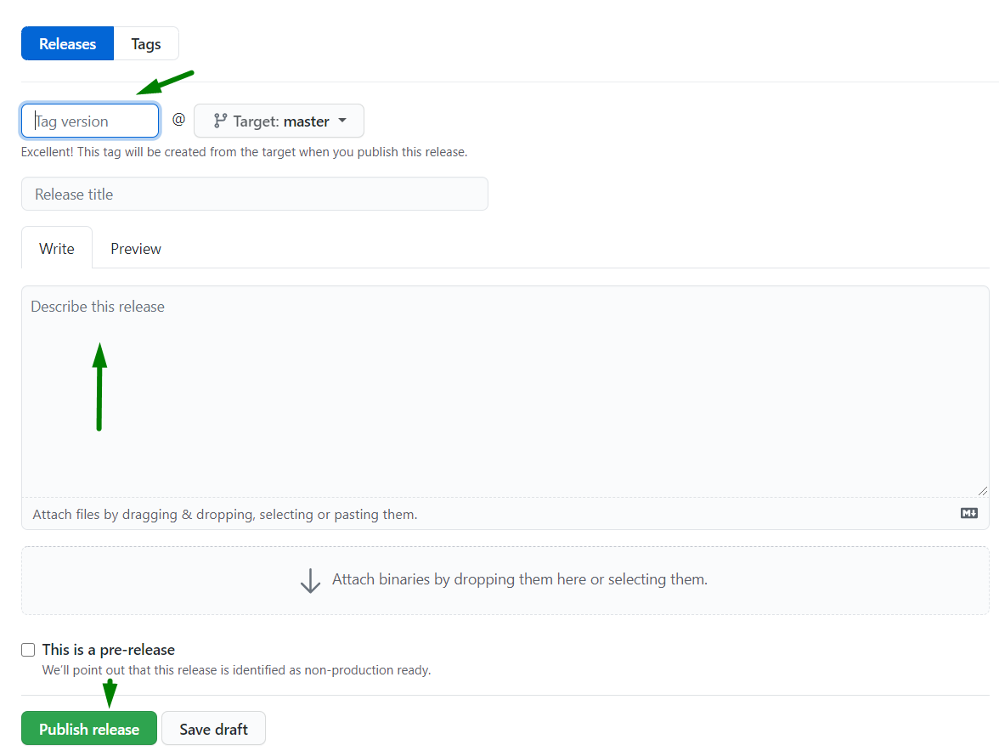 Releases Tags
Tag version @ Target: master
Excellent! This tag will be created from the target when you publish this release.
Release title
Write Preview
Describe this release
Attach files by dragging & dropping, selecting or pasting them.
M
Attach binaries by dropping them here or selecting them.
This is a pre-release
We'll point out that this release is identified as non-production ready.
Publish release Save draft